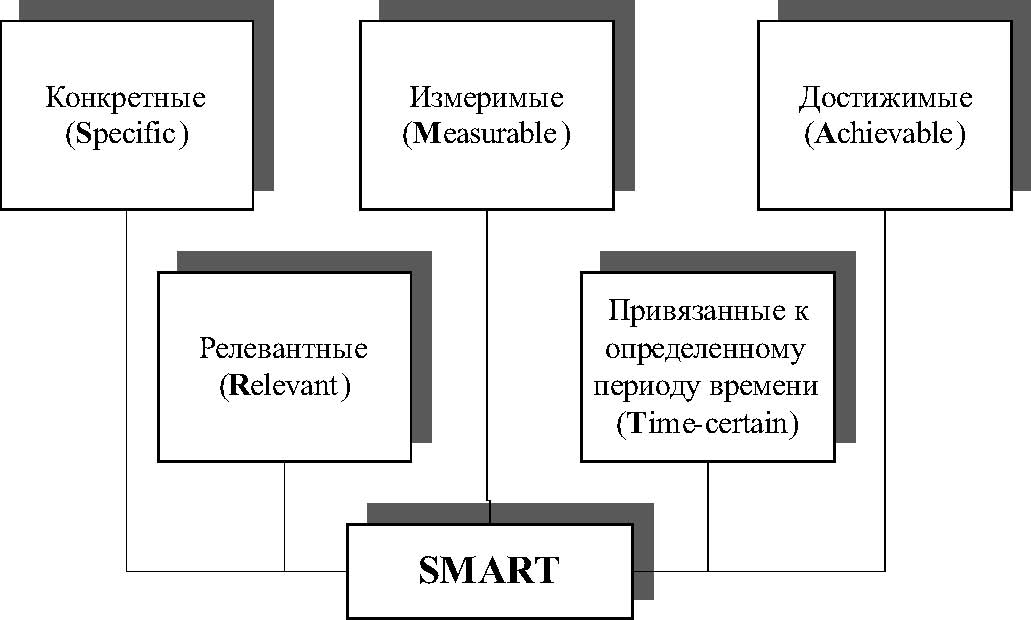 Конкретные
(Specific)
Измеримые
(Measurable)
Достижимые
(Achievable)
Релевантные
(Relevant)
Привязанные к
определенному
периоду времени
(Time-certain)
SMART